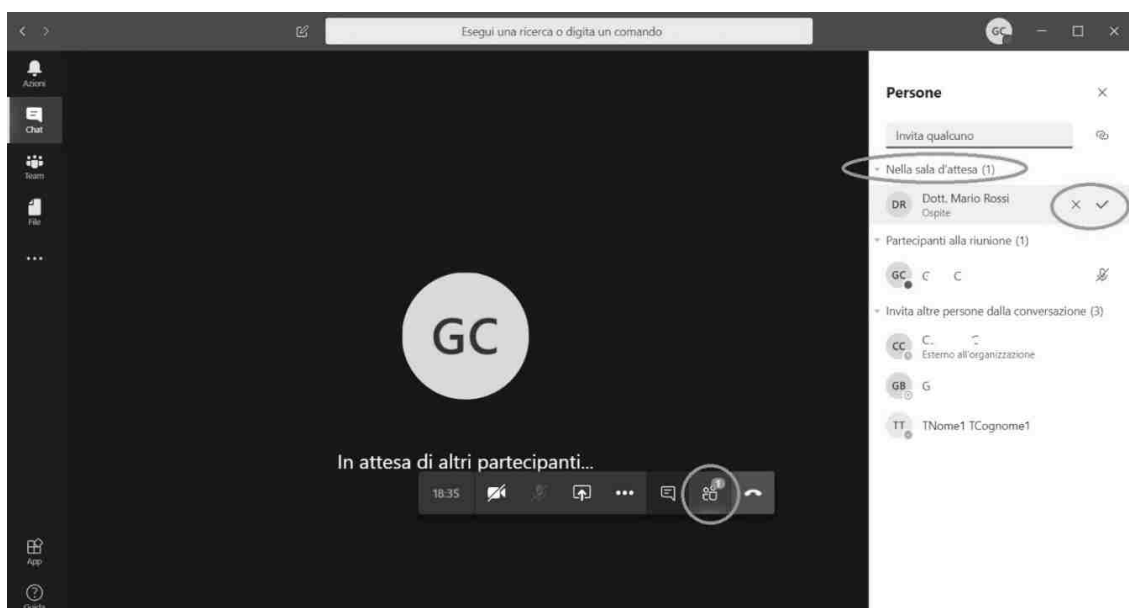 Esegui una ricerca o digita un comando
GC
Azioni
Chat
Team
File
App
Guida
GC
In attesa di altri partecipanti...
18:35
1
Persone
Invita qualcuno
Nella sala d'attesa (1)
DR
Dott. Mario Rossi
Ospite
Partecipanti alla riunione (1)
GC
C C
Invita altre persone dalla conversazione (3)
CC
C.
Esterno all'organizzazione
GB
G
TT
TNome1 TCognome1